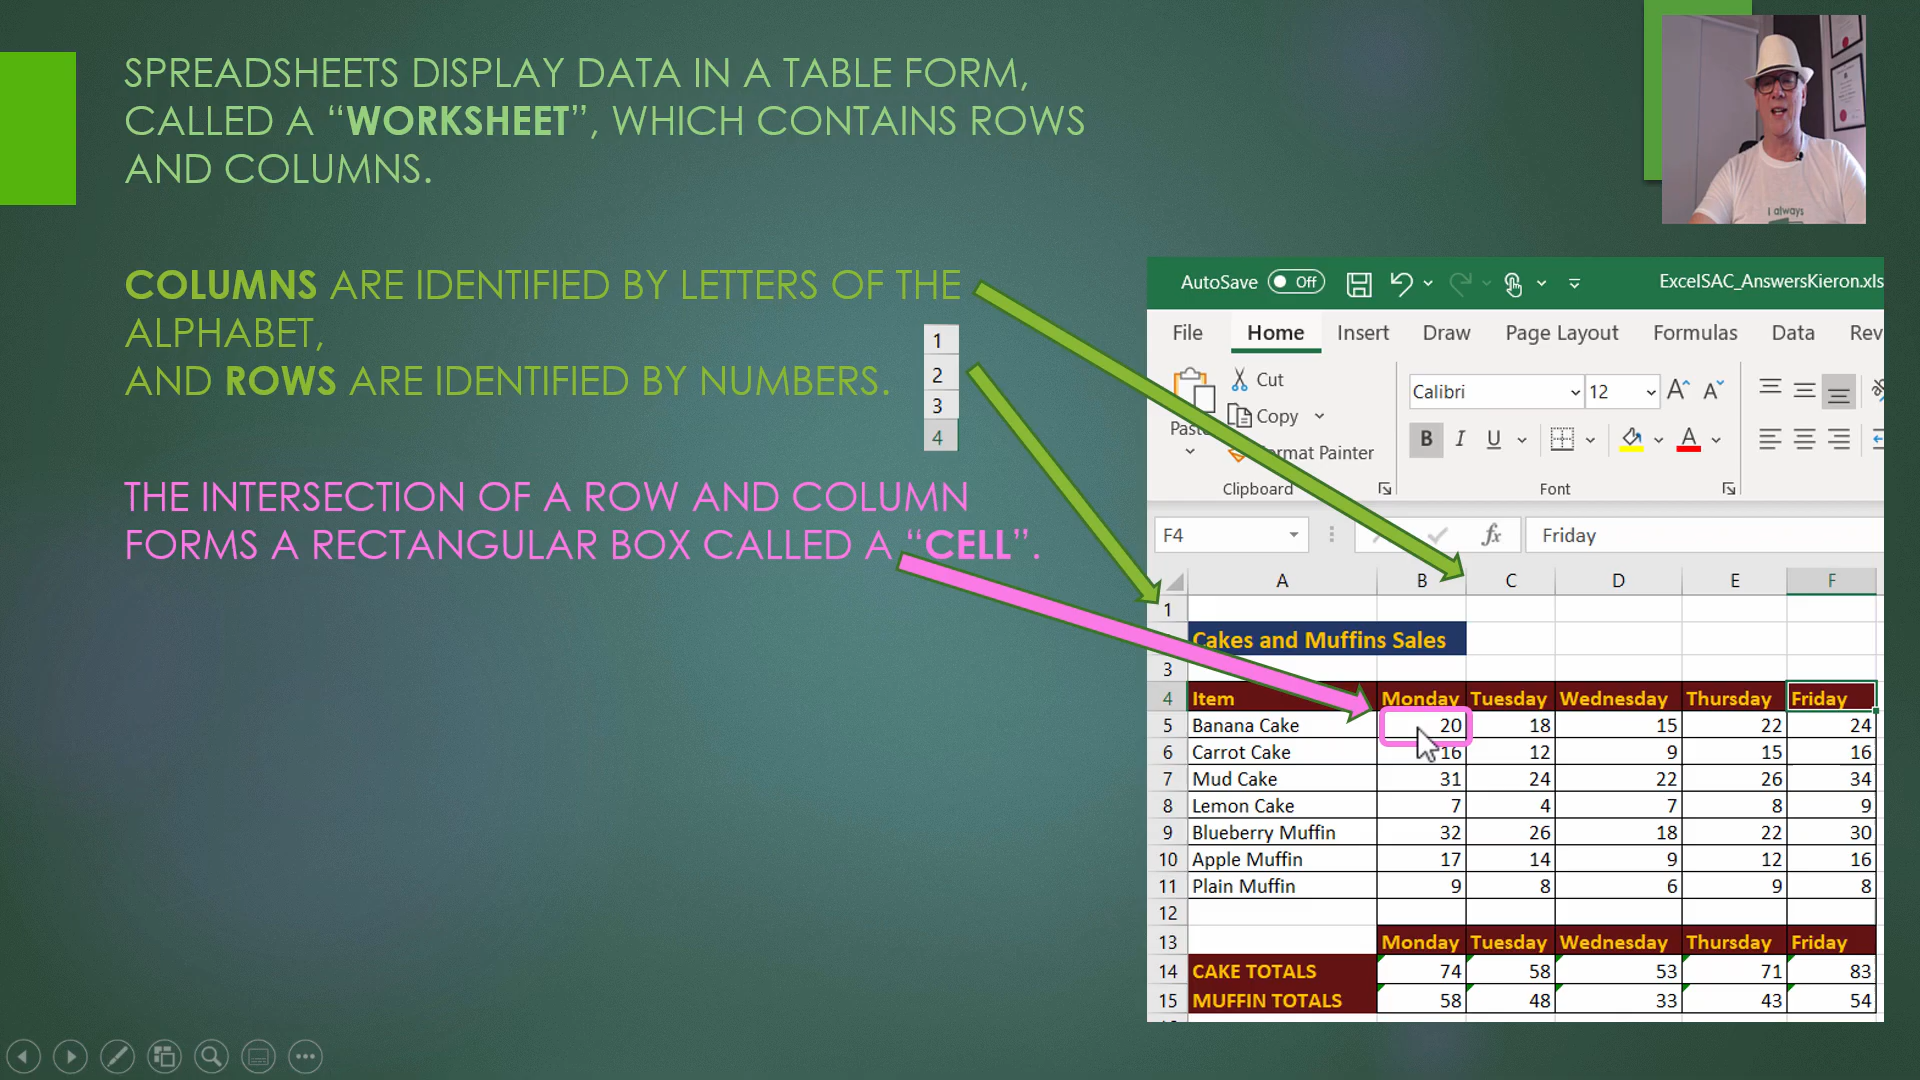 SPREADSHEETS DISPLAY DATA IN A TABLE FORM,
CALLED A “WORKSHEET”, WHICH CONTAINS ROWS
AND COLUMNS.
COLUMNS ARE IDENTIFIED BY LETTERS OF THE
ALPHABET,
AND ROWS ARE IDENTIFIED BY NUMBERS.
1
2
3
4
THE INTERSECTION OF A ROW AND COLUMN
FORMS A RECTANGULAR BOX CALLED A “CELL”.
I always
AutoSave Off ExcelSAC_AnswersKieron.xls
File Home Insert Draw Page Layout Formulas Data Rev
Cut
Copy
Paste
Format Painter
Calibri 12 A A
B I U A
Clipboard Font
F4 fx Friday
A B C D E F
1
Cakes and Muffins Sales
3
4 Item Monday Tuesday Wednesday Thursday Friday
5 Banana Cake 20 18 15 22 24
6 Carrot Cake 16 12 9 15 16
7 Mud Cake 31 24 22 26 34
8 Lemon Cake 7 4 7 8 9
9 Blueberry Muffin 32 26 18 22 30
10 Apple Muffin 17 14 9 12 16
11 Plain Muffin 9 8 6 9 8
12
13 Monday Tuesday Wednesday Thursday Friday
14 CAKE TOTALS 74 58 53 71 83
15 MUFFIN TOTALS 58 48 33 43 54